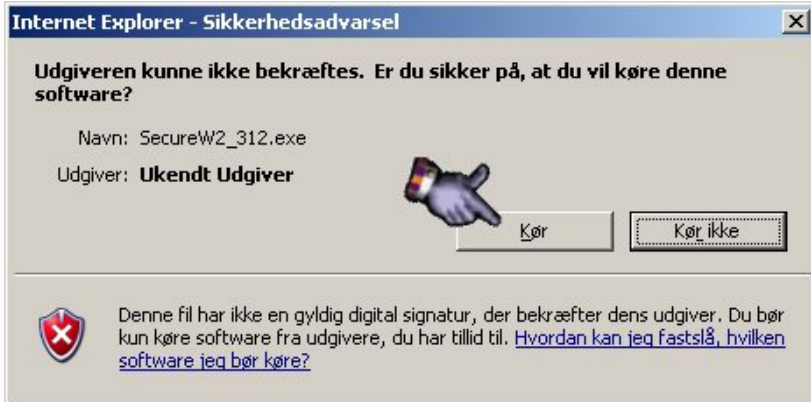 Internet Explorer - Sikkerhedsadvarsel
Udgiveren kunne ikke bekræftes. Er du sikker på, at du vil køre denne
software?
Navn: SecureW2_312.exe
Udgiver: Ukendt Udgiver
Kør
Kør ikke
Denne fil har ikke en gyldig digital signatur, der bekræfter dens udgiver. Du bør
kun køre software fra udgivere, du har tillid til. Hvordan kan jeg fastslå, hvilken
software jeg bør køre?